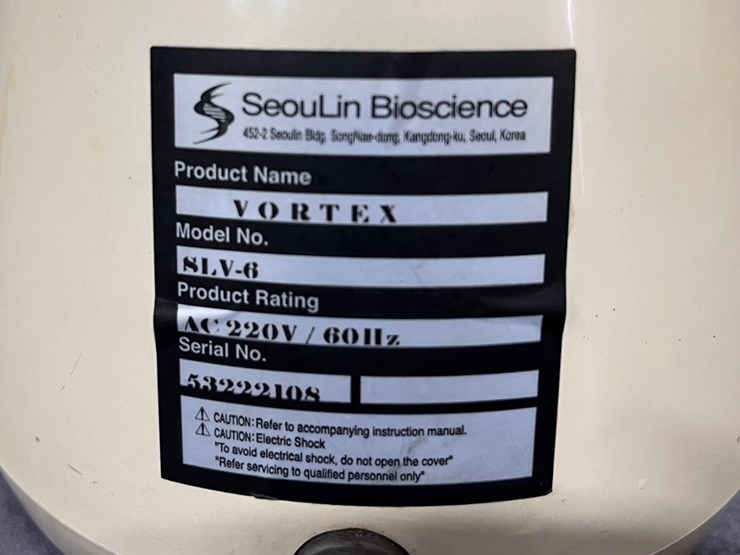 SeouLin Bioscience
452-2 Seoulin Bldg. SongNae-dong, Kangdong-ku, Seoul, Korea
Product Name
VORTEX
Model No.
SLV-6
Product Rating
AC 220V / 60Hz
Serial No.
53222108
CAUTION: Refer to accompanying instruction manual.
CAUTION: Electric Shock
"To avoid electrical shock, do not open the cover"
"Refer servicing to qualified personnel only"